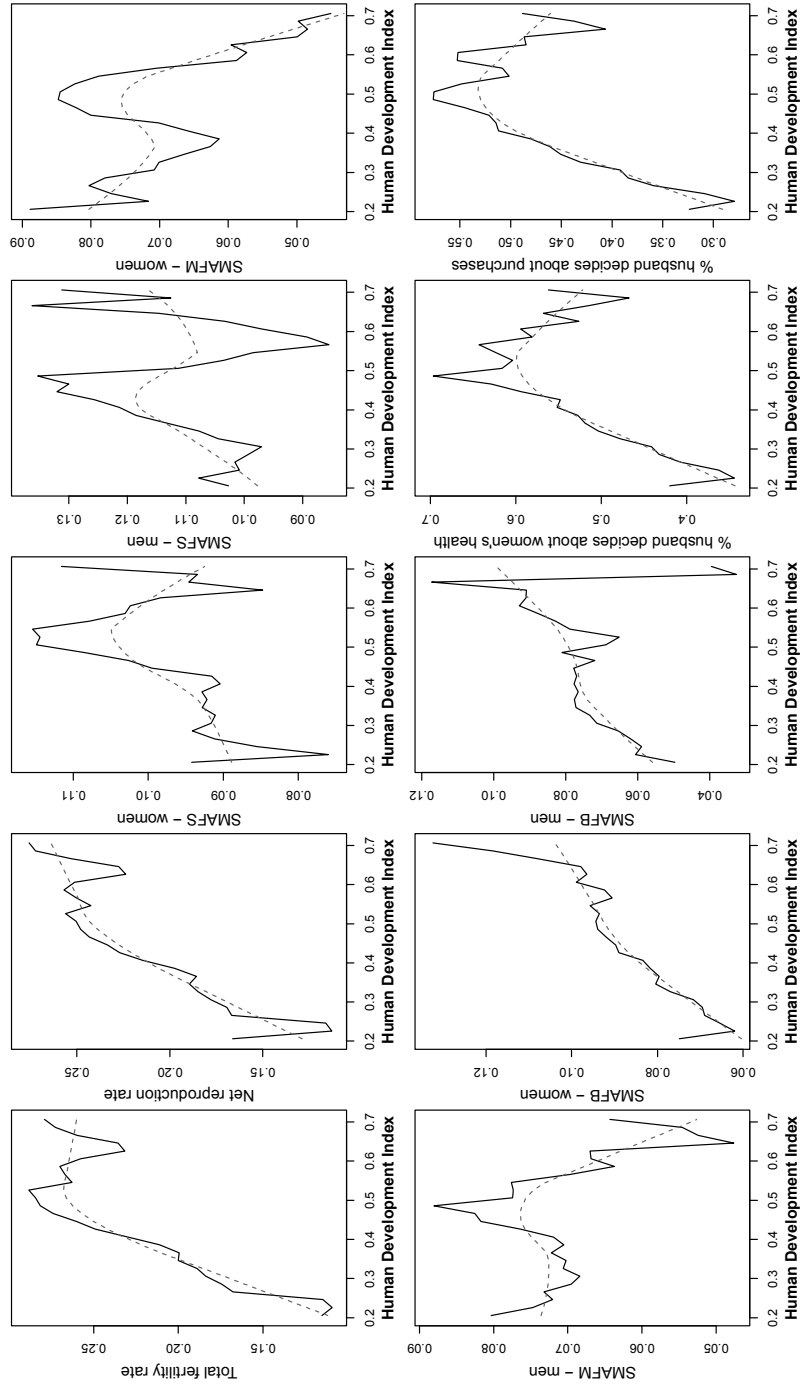 Total fertility rate
0.25
0.20
0.15
0.2 0.3 0.4 0.5 0.6 0.7
Human Development Index
Net reproduction rate
0.25
0.20
0.15
0.2 0.3 0.4 0.5 0.6 0.7
Human Development Index
SMAFS − women
0.11
0.10
0.09
0.08
0.2 0.3 0.4 0.5 0.6 0.7
Human Development Index
SMAFS − men
0.13
0.12
0.11
0.10
0.09
0.2 0.3 0.4 0.5 0.6 0.7
Human Development Index
SMAFM − women
0.09
0.08
0.07
0.06
0.05
0.2 0.3 0.4 0.5 0.6 0.7
Human Development Index
SMAFM − men
0.09
0.08
0.07
0.06
0.05
0.2 0.3 0.4 0.5 0.6 0.7
Human Development Index
SMAFB − women
0.12
0.10
0.08
0.06
0.2 0.3 0.4 0.5 0.6 0.7
Human Development Index
SMAFB − men
0.12
0.10
0.08
0.06
0.04
0.2 0.3 0.4 0.5 0.6 0.7
Human Development Index
% husband decides about women's health
0.7
0.6
0.5
0.4
0.2 0.3 0.4 0.5 0.6 0.7
Human Development Index
% husband decides about purchases
0.55
0.50
0.45
0.40
0.35
0.30
0.2 0.3 0.4 0.5 0.6 0.7
Human Development Index